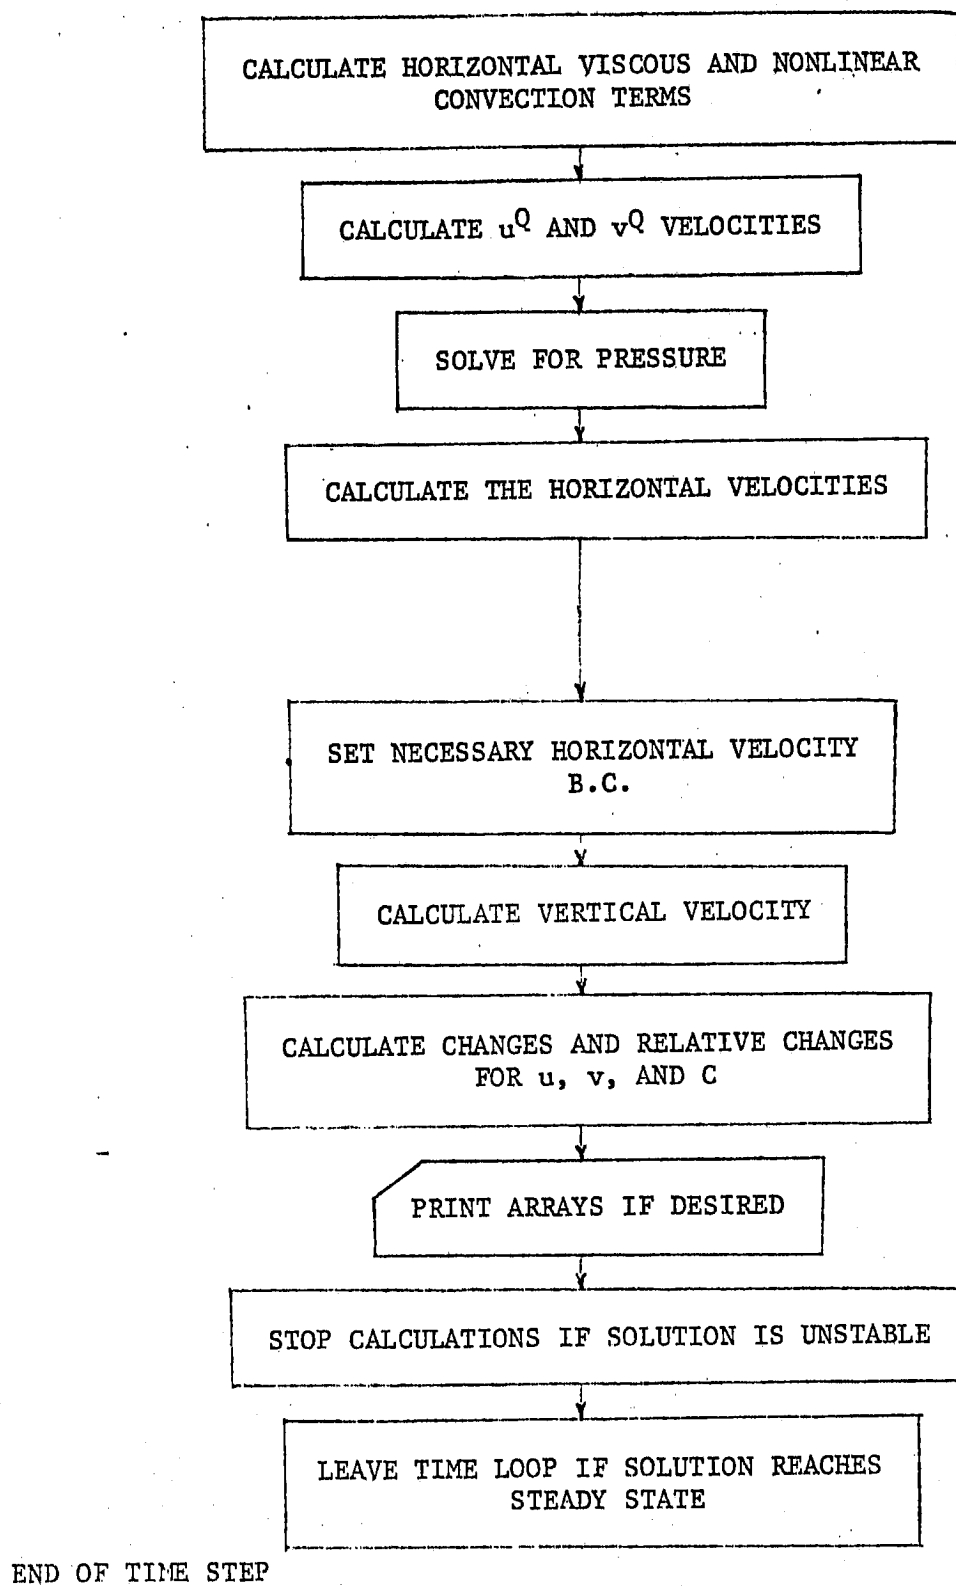 CALCULATE HORIZONTAL VISCOUS AND NONLINEAR
CONVECTION TERMS
CALCULATE u^Q AND v^Q VELOCITIES
SOLVE FOR PRESSURE
CALCULATE THE HORIZONTAL VELOCITIES
SET NECESSARY HORIZONTAL VELOCITY
B.C.
CALCULATE VERTICAL VELOCITY
CALCULATE CHANGES AND RELATIVE CHANGES
FOR u, v, AND C
PRINT ARRAYS IF DESIRED
STOP CALCULATIONS IF SOLUTION IS UNSTABLE
LEAVE TIME LOOP IF SOLUTION REACHES
STEADY STATE
END OF TIME STEP